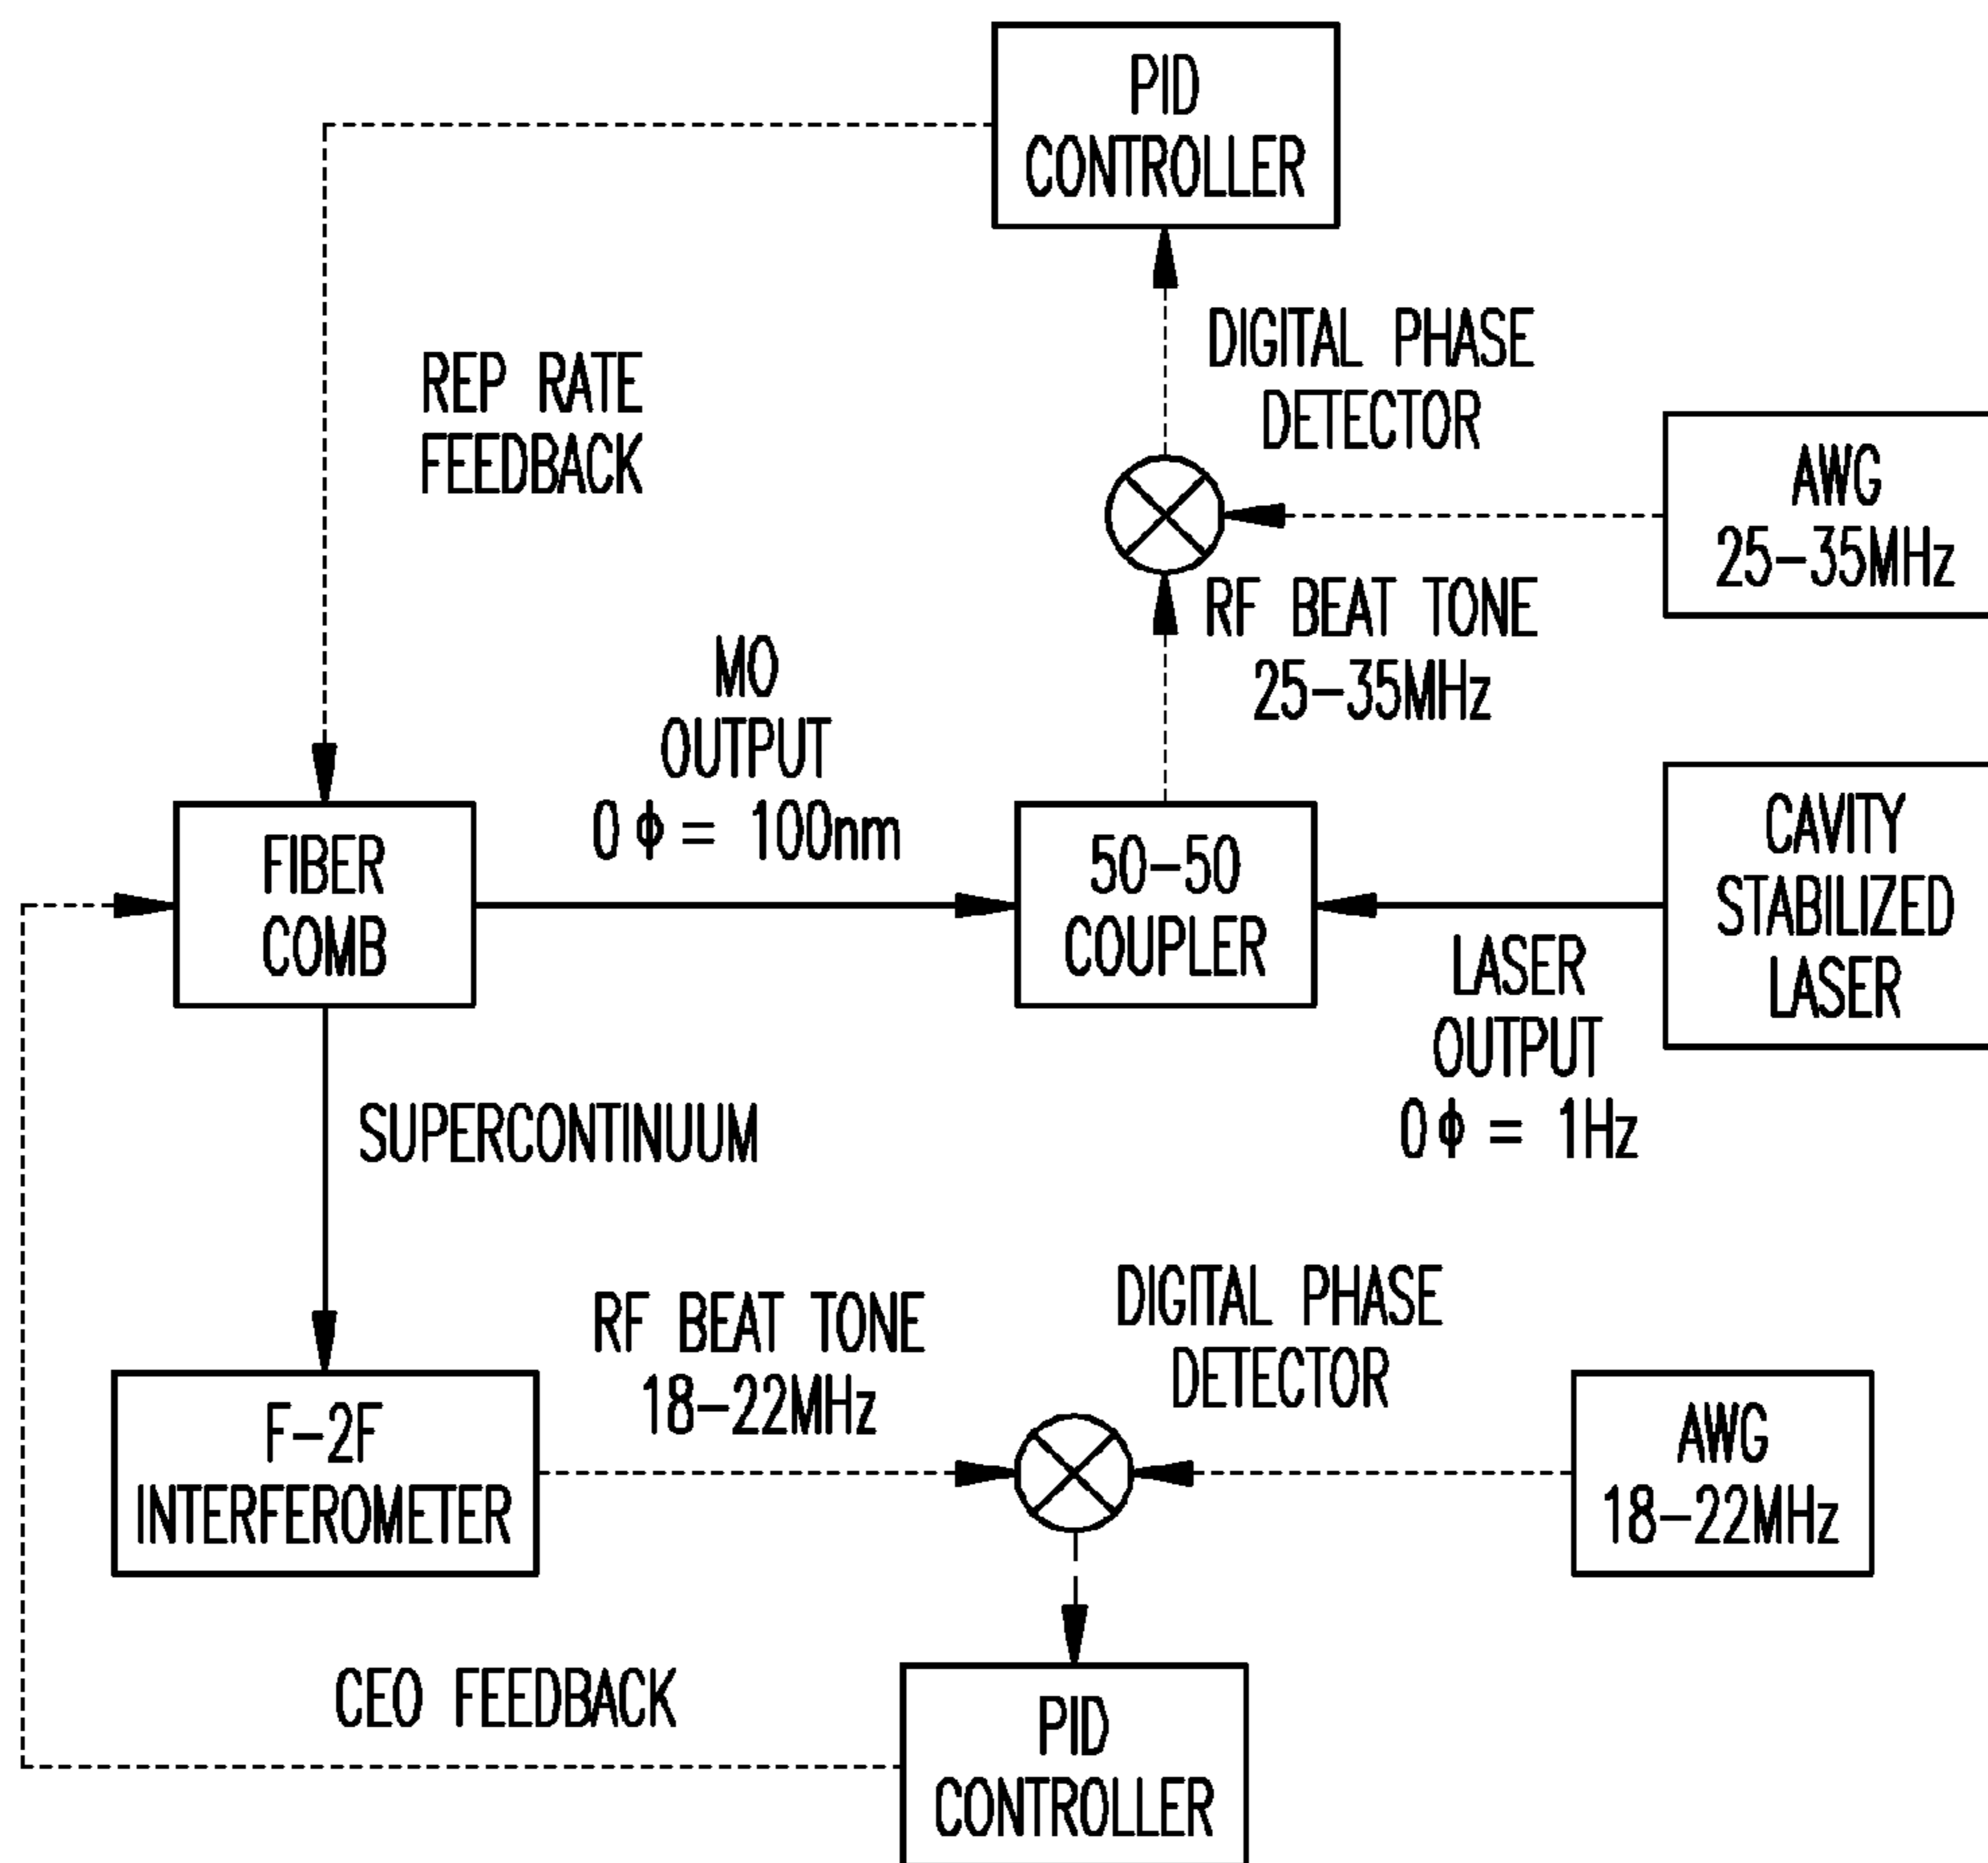 PID
CONTROLLER
DIGITAL PHASE
DETECTOR
REP RATE
FEEDBACK
AWG
25-35MHz
RF BEAT TONE
25-35MHz
MO
OUTPUT
0 ϕ = 100nm
FIBER
COMB
50-50
COUPLER
CAVITY
STABILIZED
LASER
LASER
OUTPUT
0 ϕ = 1Hz
SUPERCONTINUUM
RF BEAT TONE
18-22MHz
DIGITAL PHASE
DETECTOR
F-2F
INTERFEROMETER
AWG
18-22MHz
CEO FEEDBACK
PID
CONTROLLER